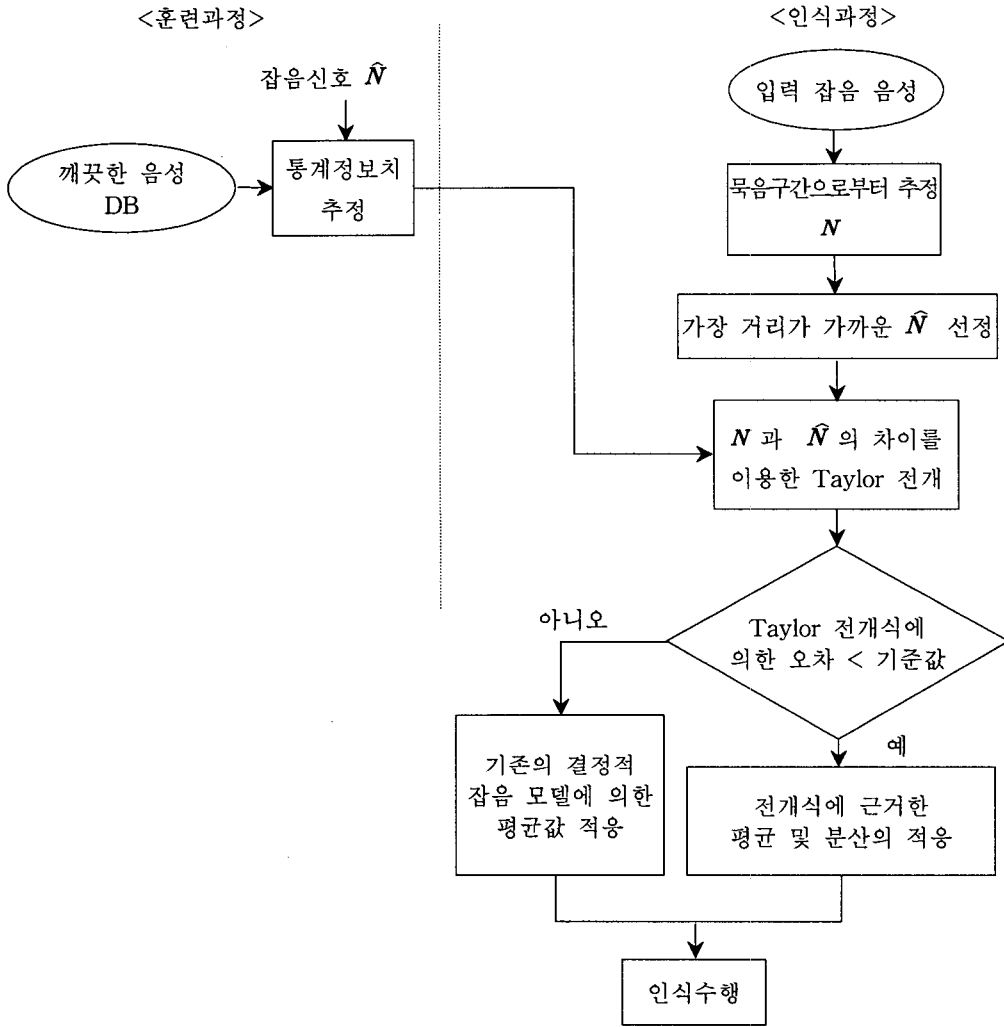 <훈련과정>
잡음신호 N̂
깨끗한 음성
DB
통계정보치
추정
<인식과정>
입력 잡음 음성
묵음구간으로부터 추정
N
가장 거리가 가까운 N̂ 선정
N 과 N̂ 의 차이를
이용한 Taylor 전개
Taylor 전개식에
의한 오차 < 기준값
아니오
예
기존의 결정적
잡음 모델에 의한
평균값 적응
전개식에 근거한
평균 및 분산의 적응
인식수행